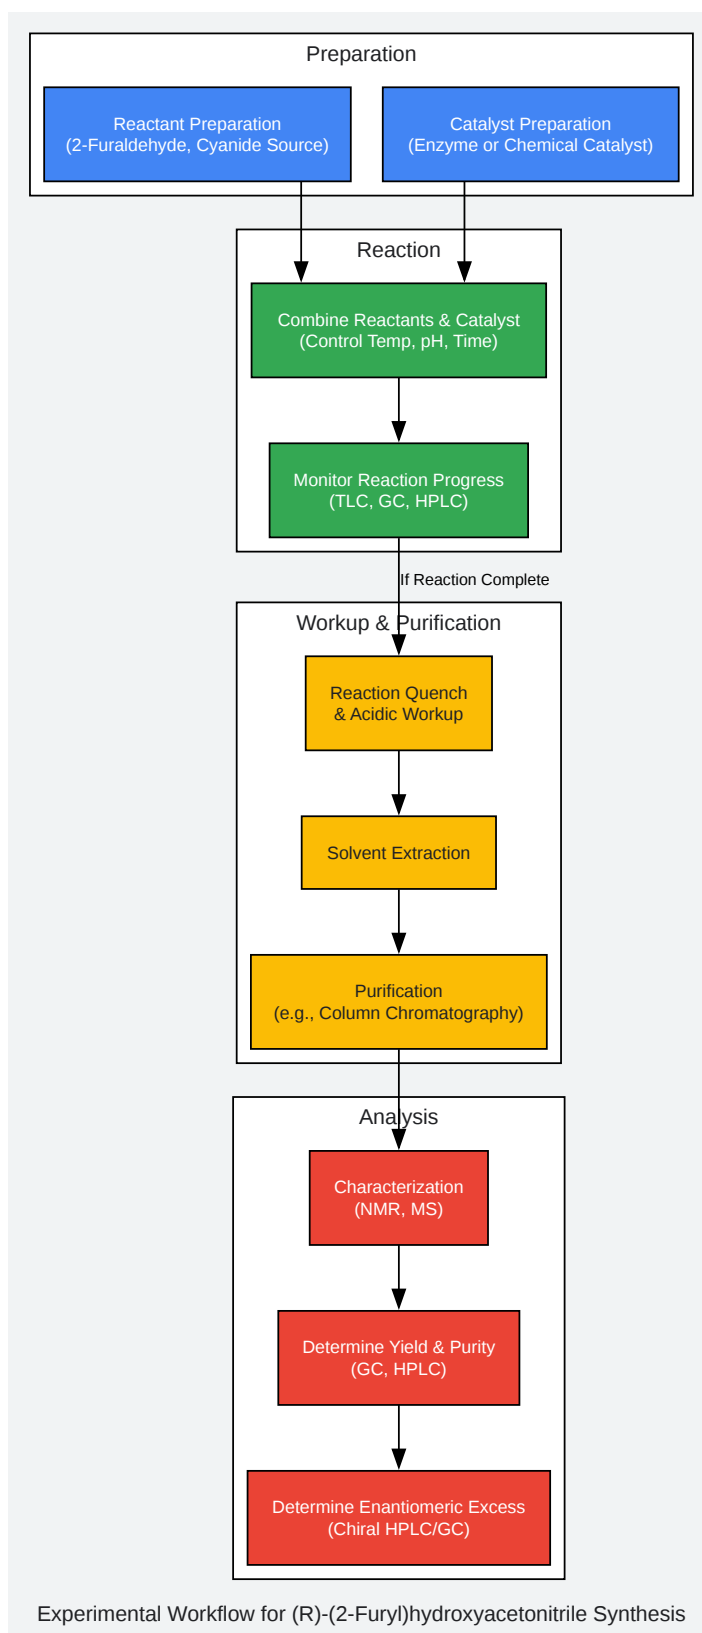 Preparation
Reactant Preparation
(2-Furaldehyde, Cyanide Source)
Catalyst Preparation
(Enzyme or Chemical Catalyst)
Reaction
Combine Reactants & Catalyst
(Control Temp, pH, Time)
Monitor Reaction Progress
(TLC, GC, HPLC)
If Reaction Complete
Workup & Purification
Reaction Quench
& Acidic Workup
Solvent Extraction
Purification
(e.g., Column Chromatography)
Analysis
Characterization
(NMR, MS)
Determine Yield & Purity
(GC, HPLC)
Determine Enantiomeric Excess
(Chiral HPLC/GC)
Experimental Workflow for (R)-(2-Furyl)hydroxyacetonitrile Synthesis